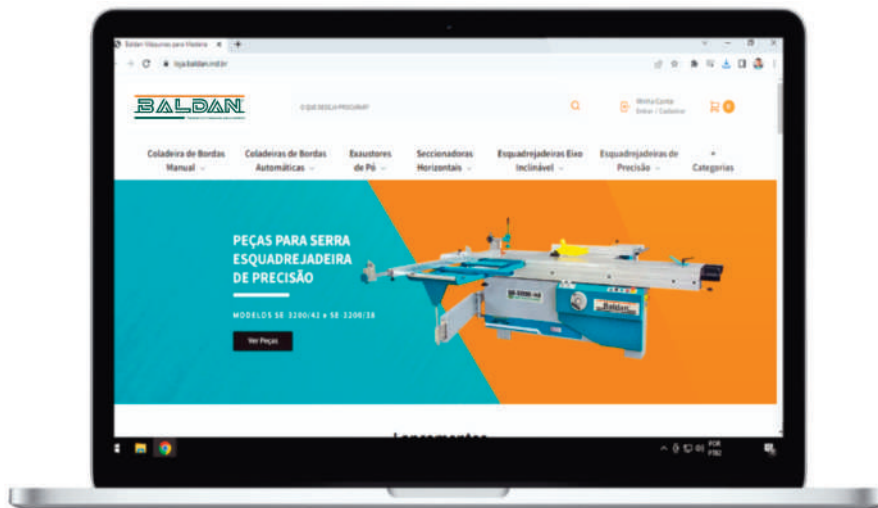 Baldan Máquinas para Madeira
loja.baldan.ind.br
BALDAN
O QUE DESEJA PROCURAR?
Minha Conta
Entrar / Cadastrar
0
Coladeira de Bordas
Manual
Coladeiras de Bordas
Automáticas
Exaustores
de Pó
Seccionadoras
Horizontais
Esquadrejadeiras Eixo
Inclinável
Esquadrejadeiras de
Precisão
+
Categorias
PEÇAS PARA SERRA
ESQUADREJADEIRA
DE PRECISÃO
MODELOS SE 3200/42 e SE 3200/38
Ver Peças
Baldan
Lançamentos
POR
PTB2